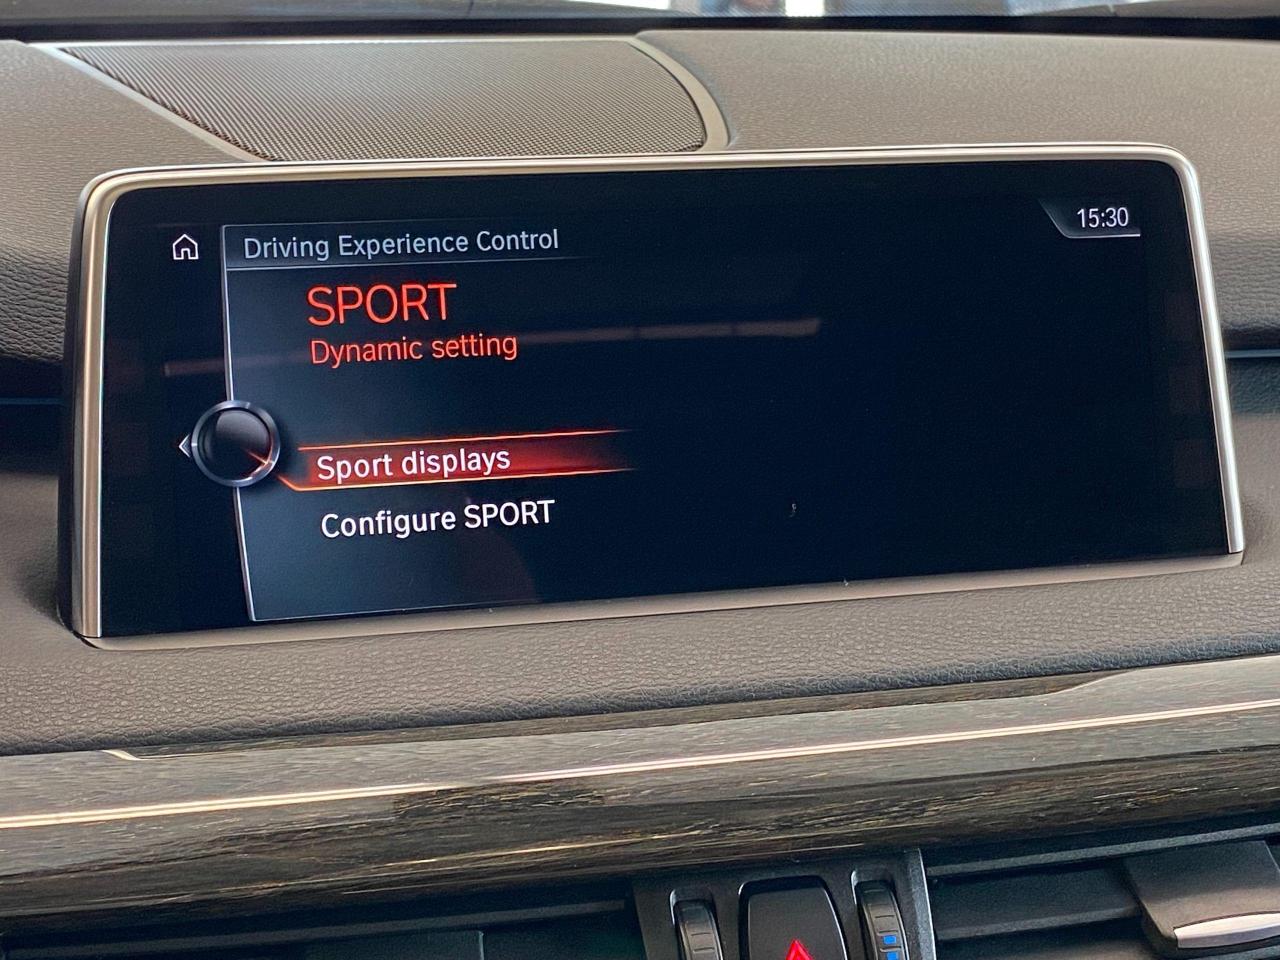 Driving Experience Control
15:30
SPORT
Dynamic setting
Sport displays
Configure SPORT